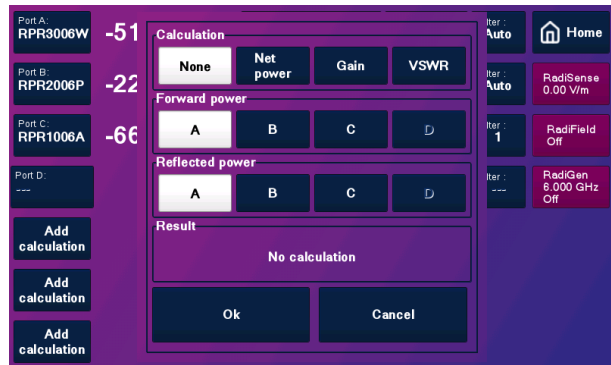 Port A:
RPR3006W
-51
Calculation
None
Net
power
Gain
VSWR
lter :
Auto
Home
Port B:
RPR2006P
-22
lter :
Auto
RadiSense
0.00 V/m
Forward power
A
B
C
D
Port C:
RPR1006A
-66
lter :
1
RadiField
Off
Reflected power
A
B
C
D
Port D:
---
lter :
---
RadiGen
6.000 GHz
Off
Result
No calculation
Add
calculation
Add
calculation
Add
calculation
Ok
Cancel